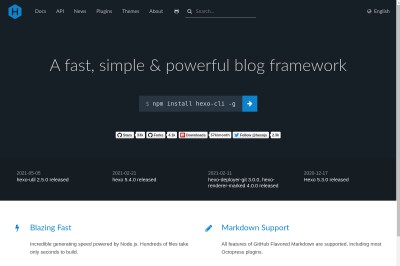 Docs API News Plugins Themes About Search... English
A fast, simple & powerful blog framework
$ npm install hexo-cli -g
Stars Forks 4.1k Downloads 57k/month Follow @hexojs 2.9k
2021-05-05 2021-02-21 2021-02-11 2020-12-17
hexo-util 2.5.0 released hexo 5.4.0 released hexo-deployer-git 3.0.0, hexo- Hexo 5.3.0 released
renderer-marked 4.0.0 released
Blazing Fast Markdown Support
Incredible generating speed powered by Node.js. Hundreds of files take All features of GitHub Flavored Markdown are supported, including most
only seconds to build. Octopress plugins.